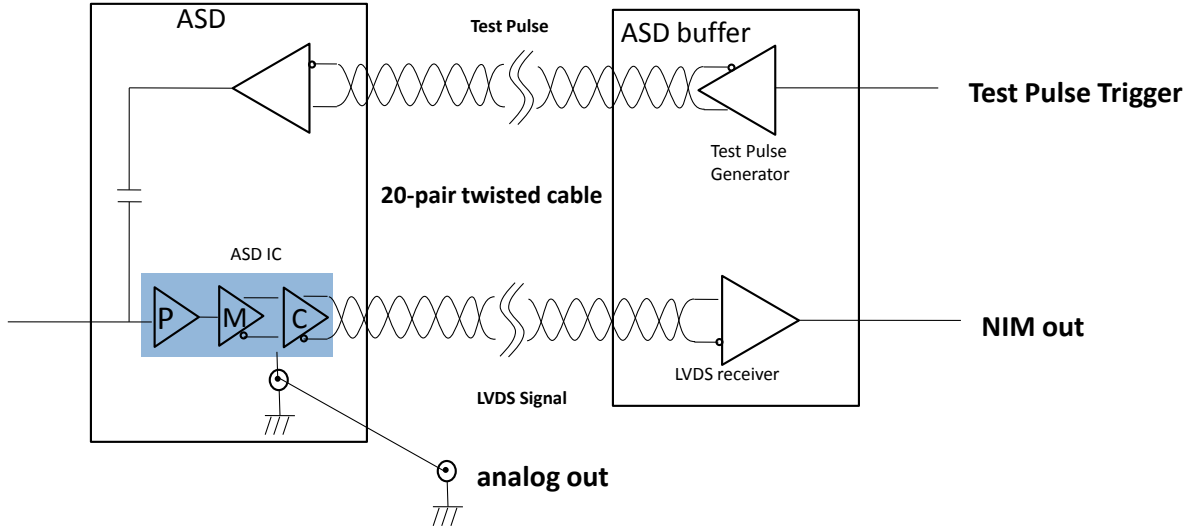 ASD
Test Pulse
ASD buffer
Test Pulse Trigger
Test Pulse
Generator
20-pair twisted cable
ASD IC
P
M
C
NIM out
LVDS receiver
LVDS Signal
analog out